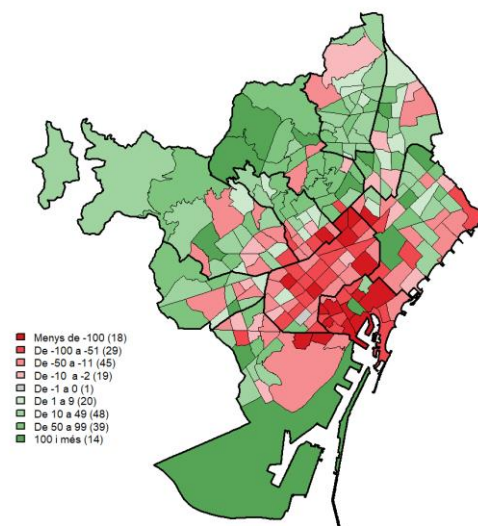 Menys de -100 (18)
De -100 a -51 (29)
De -50 a -11 (45)
De -10 a -2 (19)
De -1 a 0 (1)
De 1 a 9 (20)
De 10 a 49 (48)
De 50 a 99 (39)
100 i més (14)